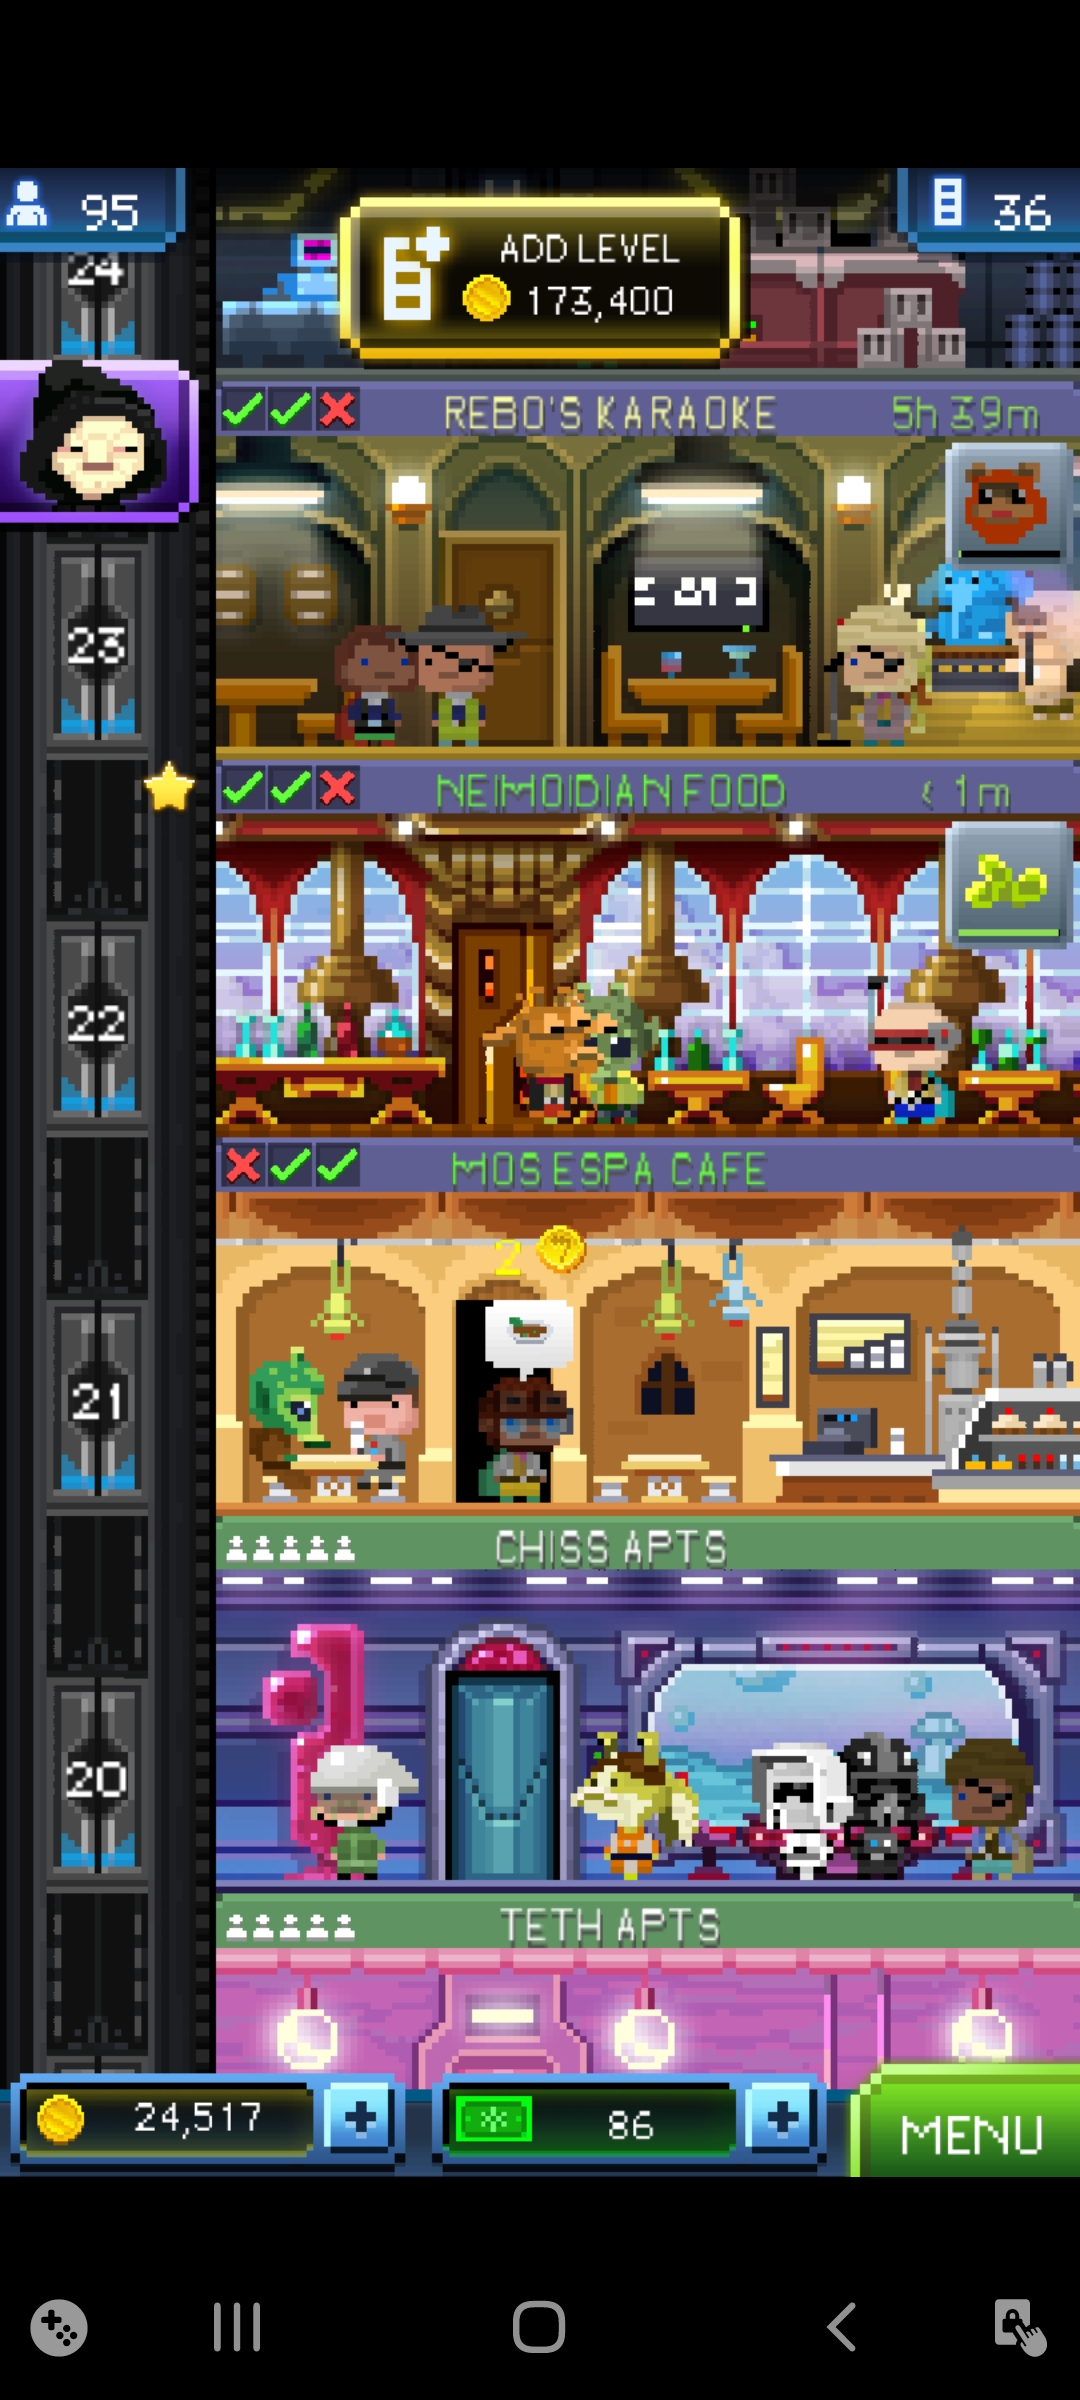 95
ADD LEVEL
173,400
36
24
REBO'S KARAOKE
5h 39m
23
NEIMOIDIAN FOOD
< 1m
22
MOS ESPA CAFE
2
21
CHISS APTS
20
TETH APTS
24,517
86
MENU